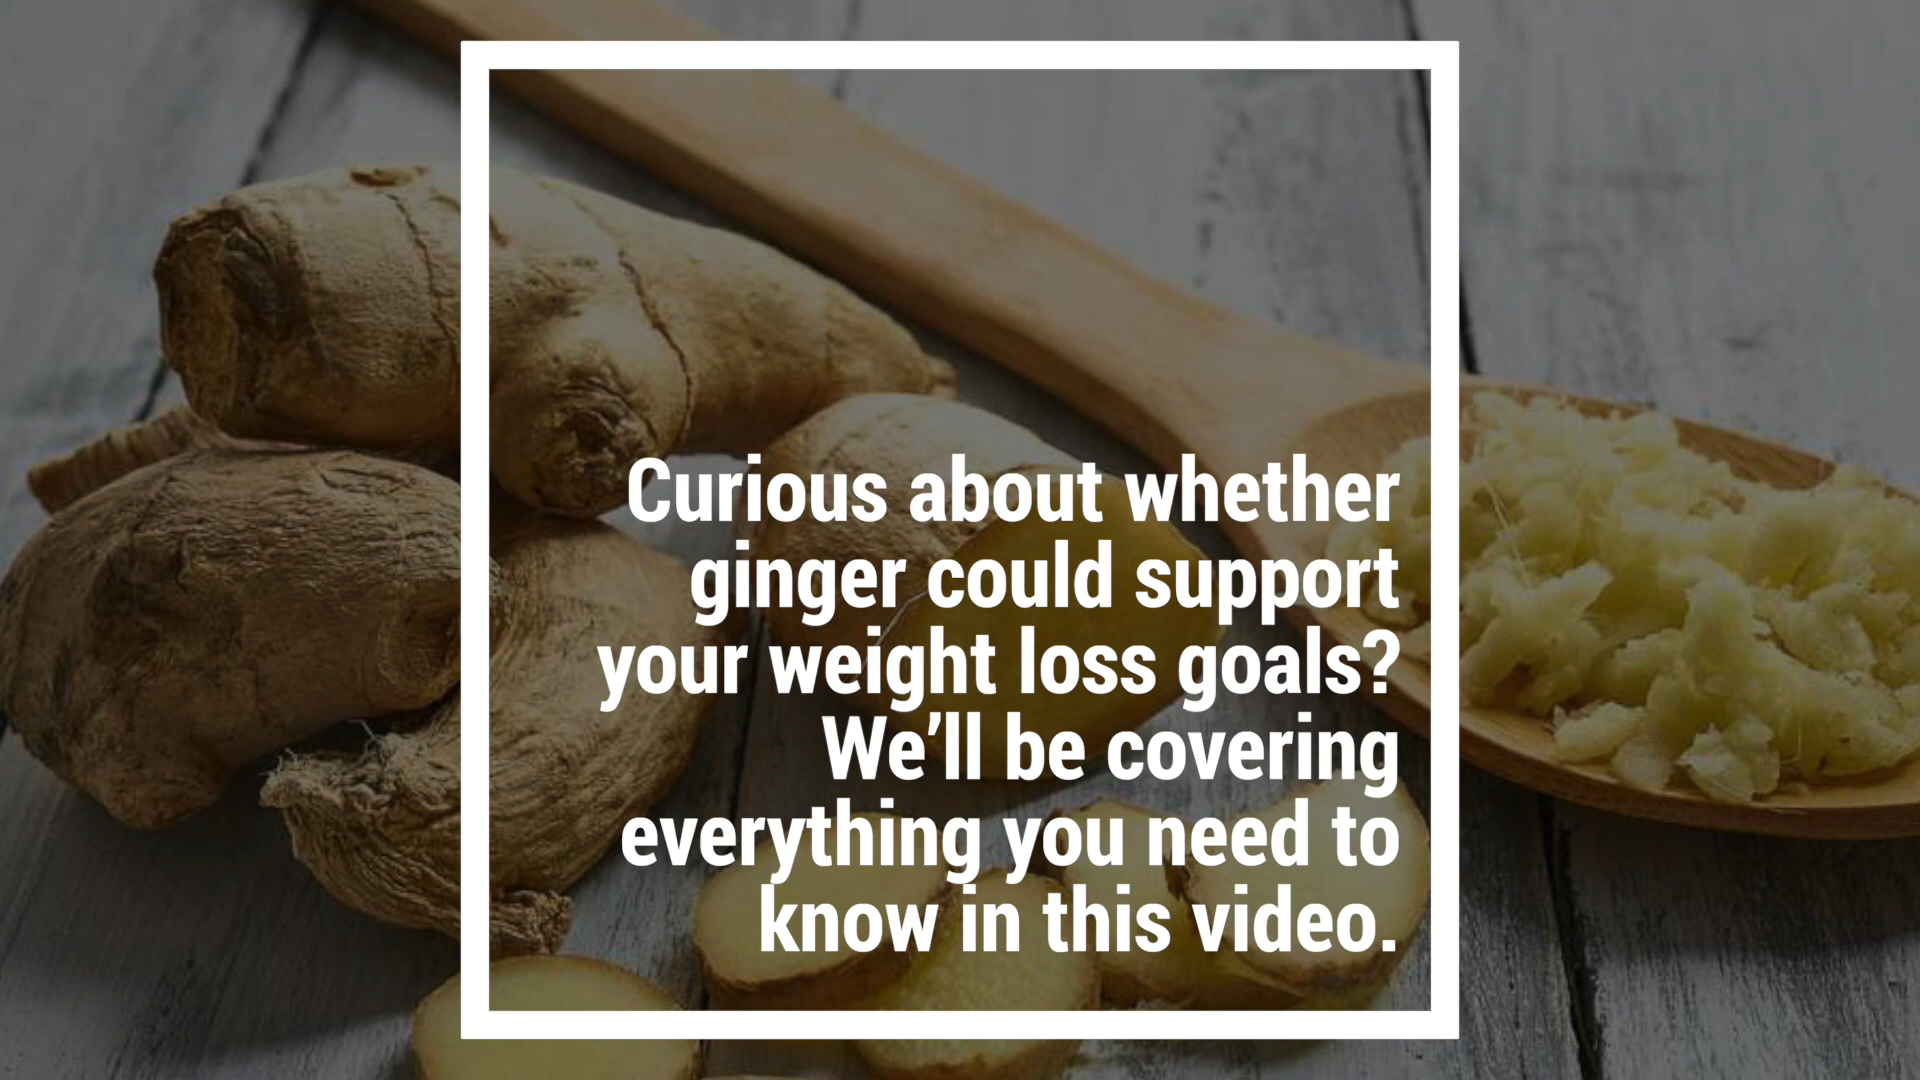 Curious about whether
ginger could support
your weight loss goals?
We’ll be covering
everything you need to
know in this video.